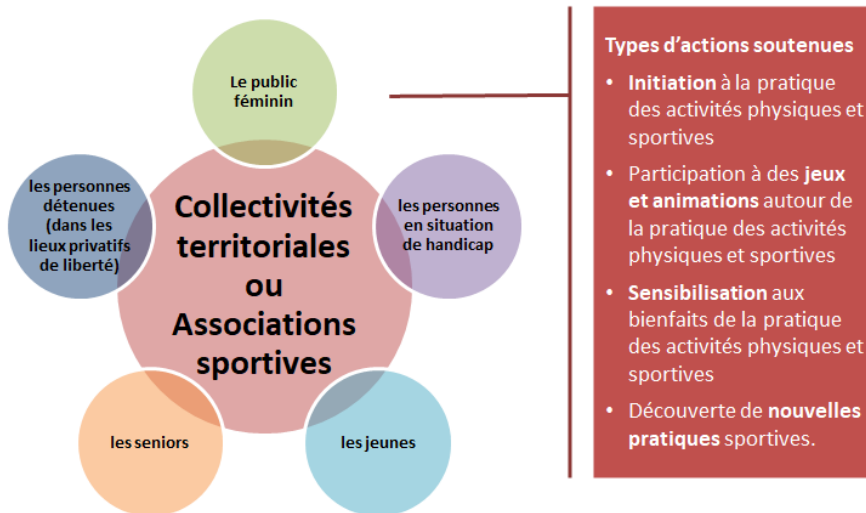 Le public
féminin
les personnes
détenues
(dans les
lieux privatifs
de liberté)
Collectivités
territoriales
ou
Associations
sportives
les personnes
en situation
de handicap
les seniors
les jeunes
Types d’actions soutenues
• Initiation à la pratique
des activités physiques et
sportives
• Participation à des jeux
et animations autour de
la pratique des activités
physiques et sportives
• Sensibilisation aux
bienfaits de la pratique
des activités physiques et
sportives
• Découverte de nouvelles
pratiques sportives.